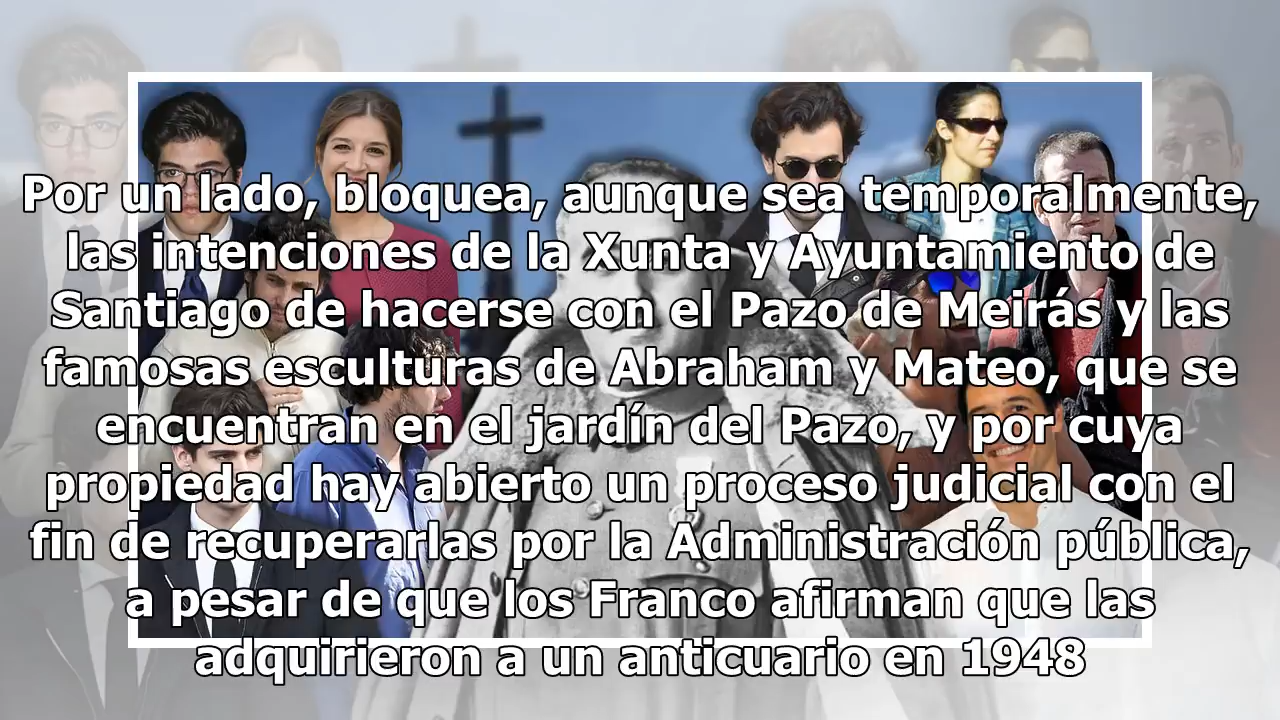 Por un lado, bloquea, aunque sea temporalmente,
las intenciones de la Xunta y Ayuntamiento de
Santiago de hacerse con el Pazo de Meirás y las
famosas esculturas de Abraham y Mateo, que se
encuentran en el jardín del Pazo, y por cuya
propiedad hay abierto un proceso judicial con el
fin de recuperarlas por la Administración pública,
a pesar de que los Franco afirman que las
adquirieron a un anticuario en 1948